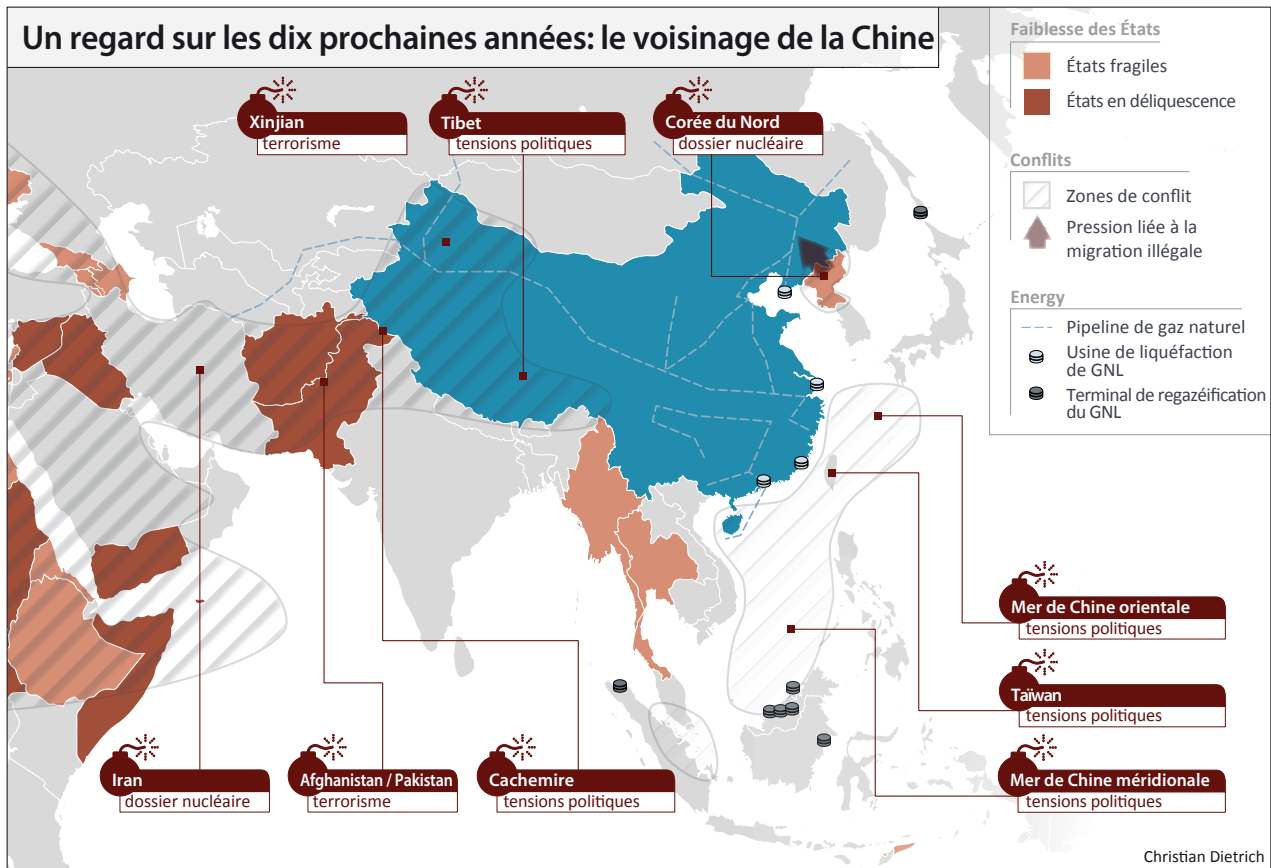 Un regard sur les dix prochaines années: le voisinage de la Chine
Faiblesse des États
États fragiles
États en déliquescence
Conflits
Zones de conflit
Pression liée à la
migration illégale
Energy
Pipeline de gaz naturel
Usine de liquéfaction
de GNL
Terminal de regazéification
du GNL
Xinjian
terrorisme
Tibet
tensions politiques
Corée du Nord
dossier nucléaire
Mer de Chine orientale
tensions politiques
Taïwan
tensions politiques
Mer de Chine méridionale
tensions politiques
Iran
dossier nucléaire
Afghanistan / Pakistan
terrorisme
Cachemire
tensions politiques
Christian Dietrich